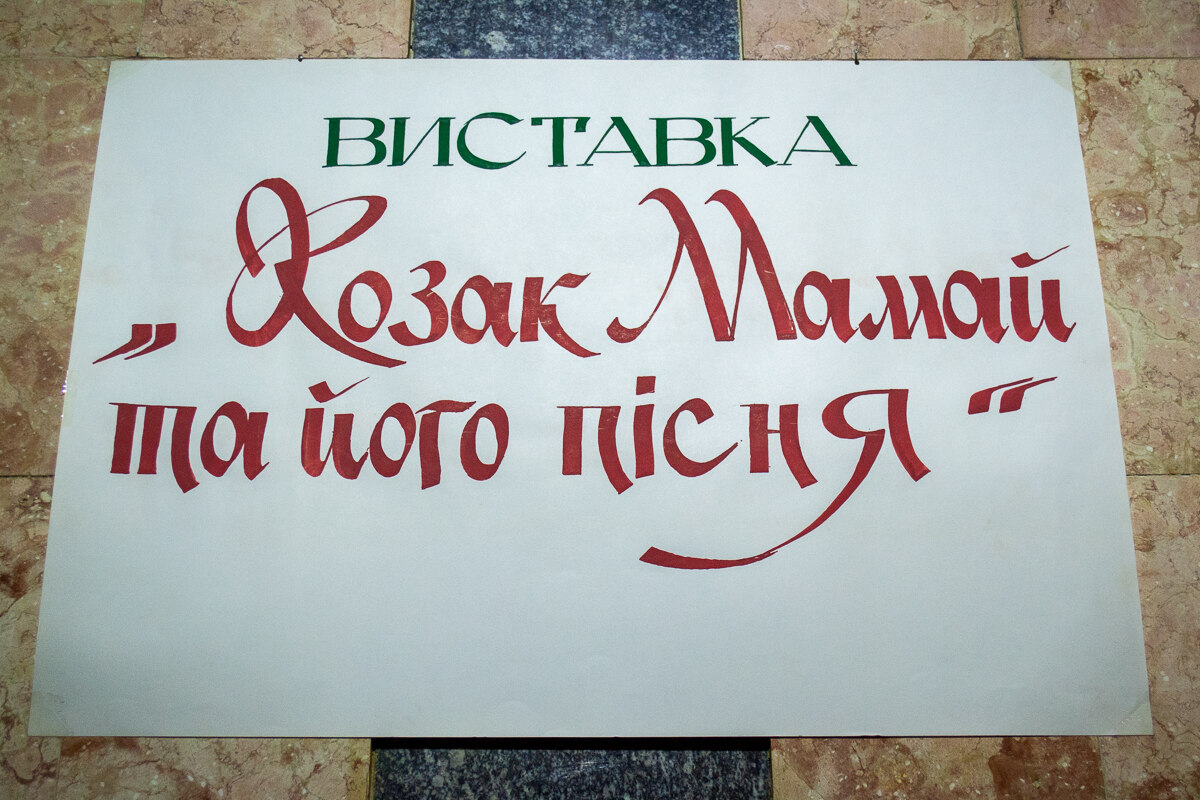 ВИСТАВКА
„Козак Мамай
та його пісня“